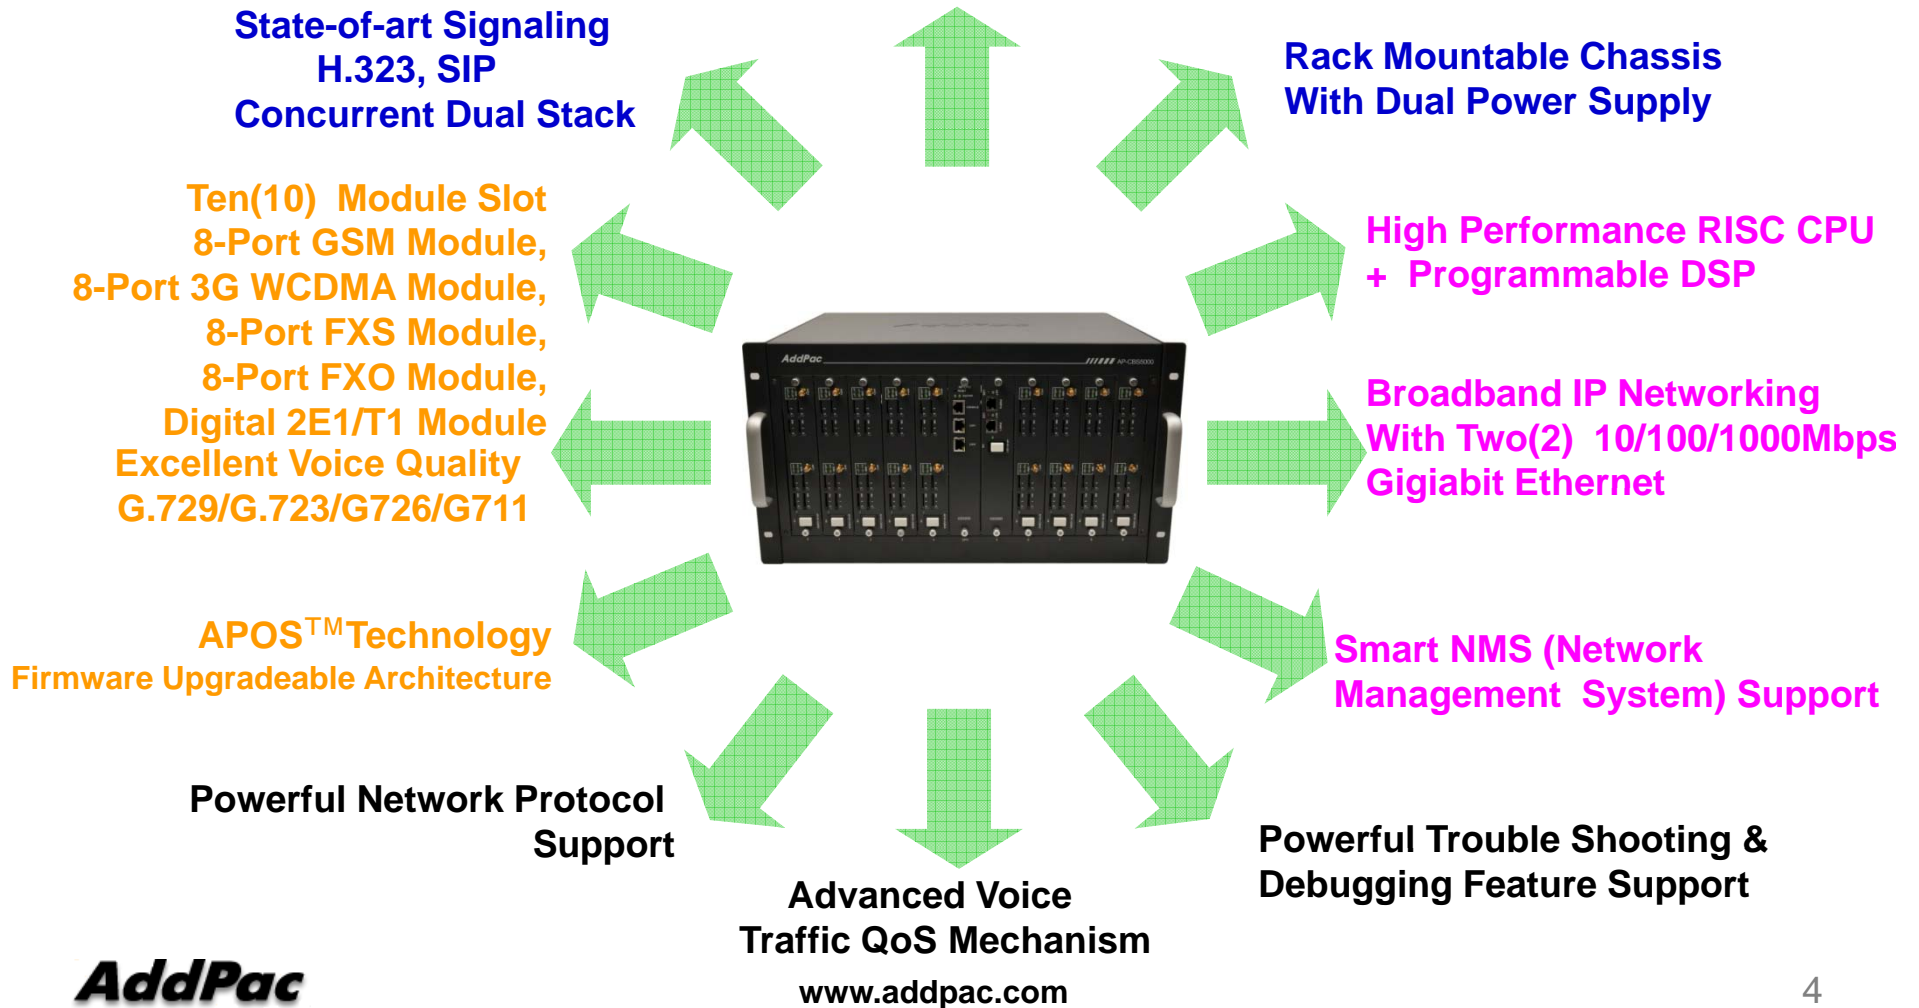 State-of-art Signaling
H.323, SIP
Concurrent Dual Stack
Rack Mountable Chassis
With Dual Power Supply
Ten(10) Module Slot
8-Port GSM Module,
8-Port 3G WCDMA Module,
8-Port FXS Module,
8-Port FXO Module,
Digital 2E1/T1 Module
Excellent Voice Quality
G.729/G.723/G726/G711
High Performance RISC CPU
+ Programmable DSP
Broadband IP Networking
With Two(2) 10/100/1000Mbps
Gigiabit Ethernet
AddPac
AP-CBS5000
APOS™Technology
Firmware Upgradeable Architecture
Smart NMS (Network
Management System) Support
Powerful Network Protocol
Support
Advanced Voice
Traffic QoS Mechanism
Powerful Trouble Shooting &
Debugging Feature Support
AddPac
www.addpac.com
4